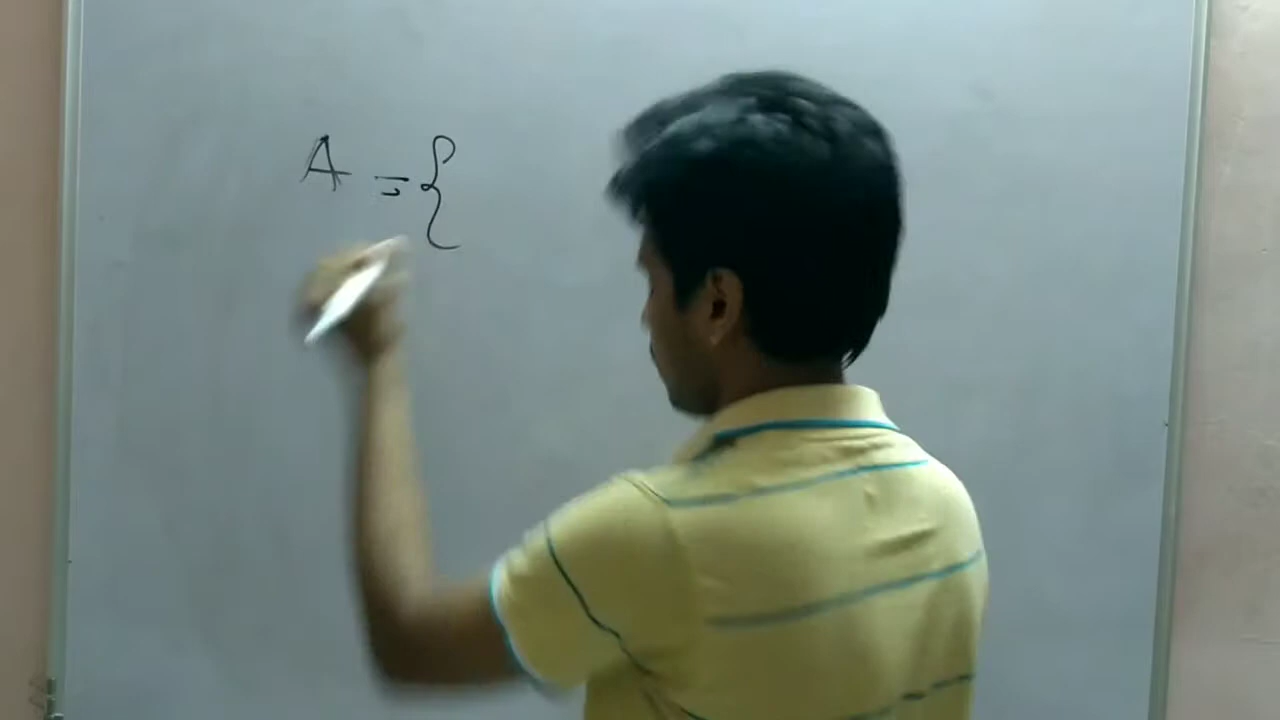 A = {